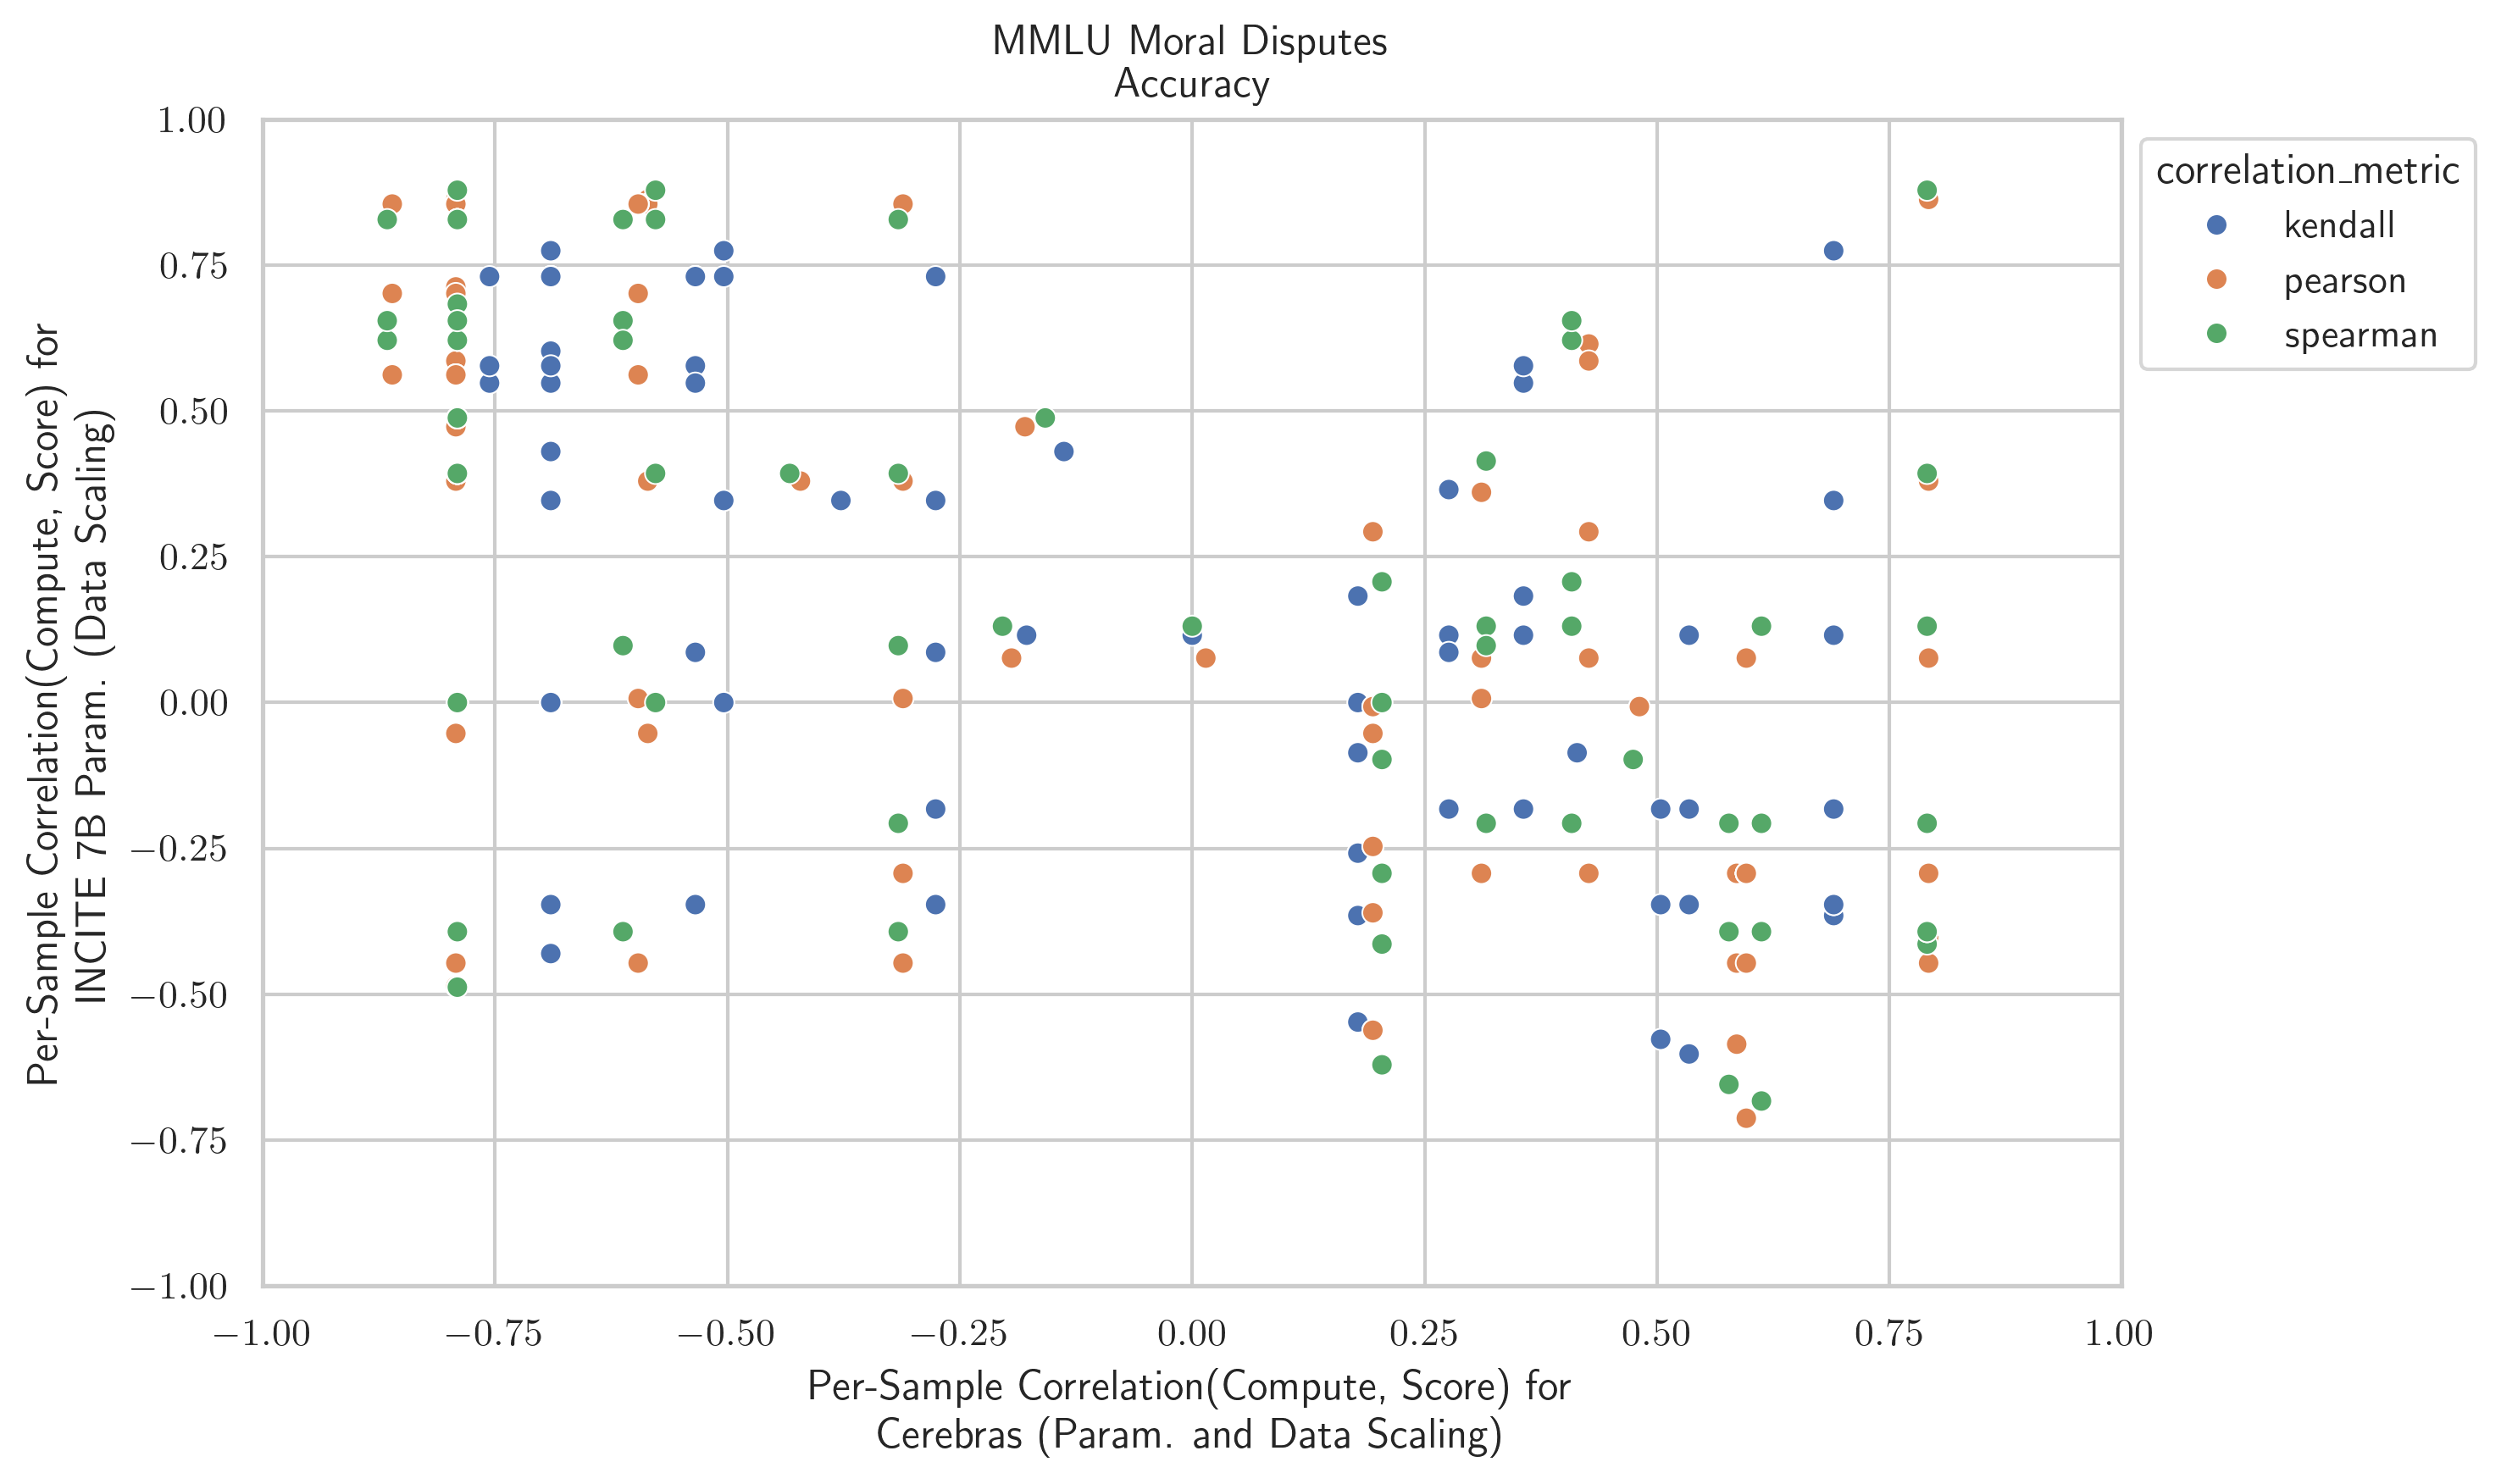 MMLU Moral Disputes
Accuracy
1.00
0.75
0.50
0.25
0.00
−0.25
−0.50
−0.75
−1.00
Per-Sample Correlation(Compute, Score) for
INCITE 7B Param. (Data Scaling)
correlation_metric
kendall
pearson
spearman
−1.00 −0.75 −0.50 −0.25 0.00 0.25 0.50 0.75 1.00
Per-Sample Correlation(Compute, Score) for
Cerebras (Param. and Data Scaling)